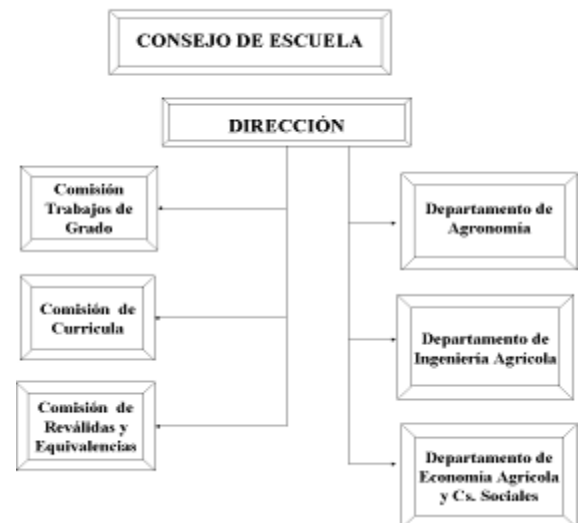 CONSEJO DE ESCUELA
DIRECCIÓN
Comisión
Trabajos de
Grado
Comisión de
Curricula
Comisión de
Reválidas y
Equivalencias
Departamento de
Agronomía
Departamento de
Ingeniería Agrícola
Departamento de
Economía Agrícola
y Cs. Sociales